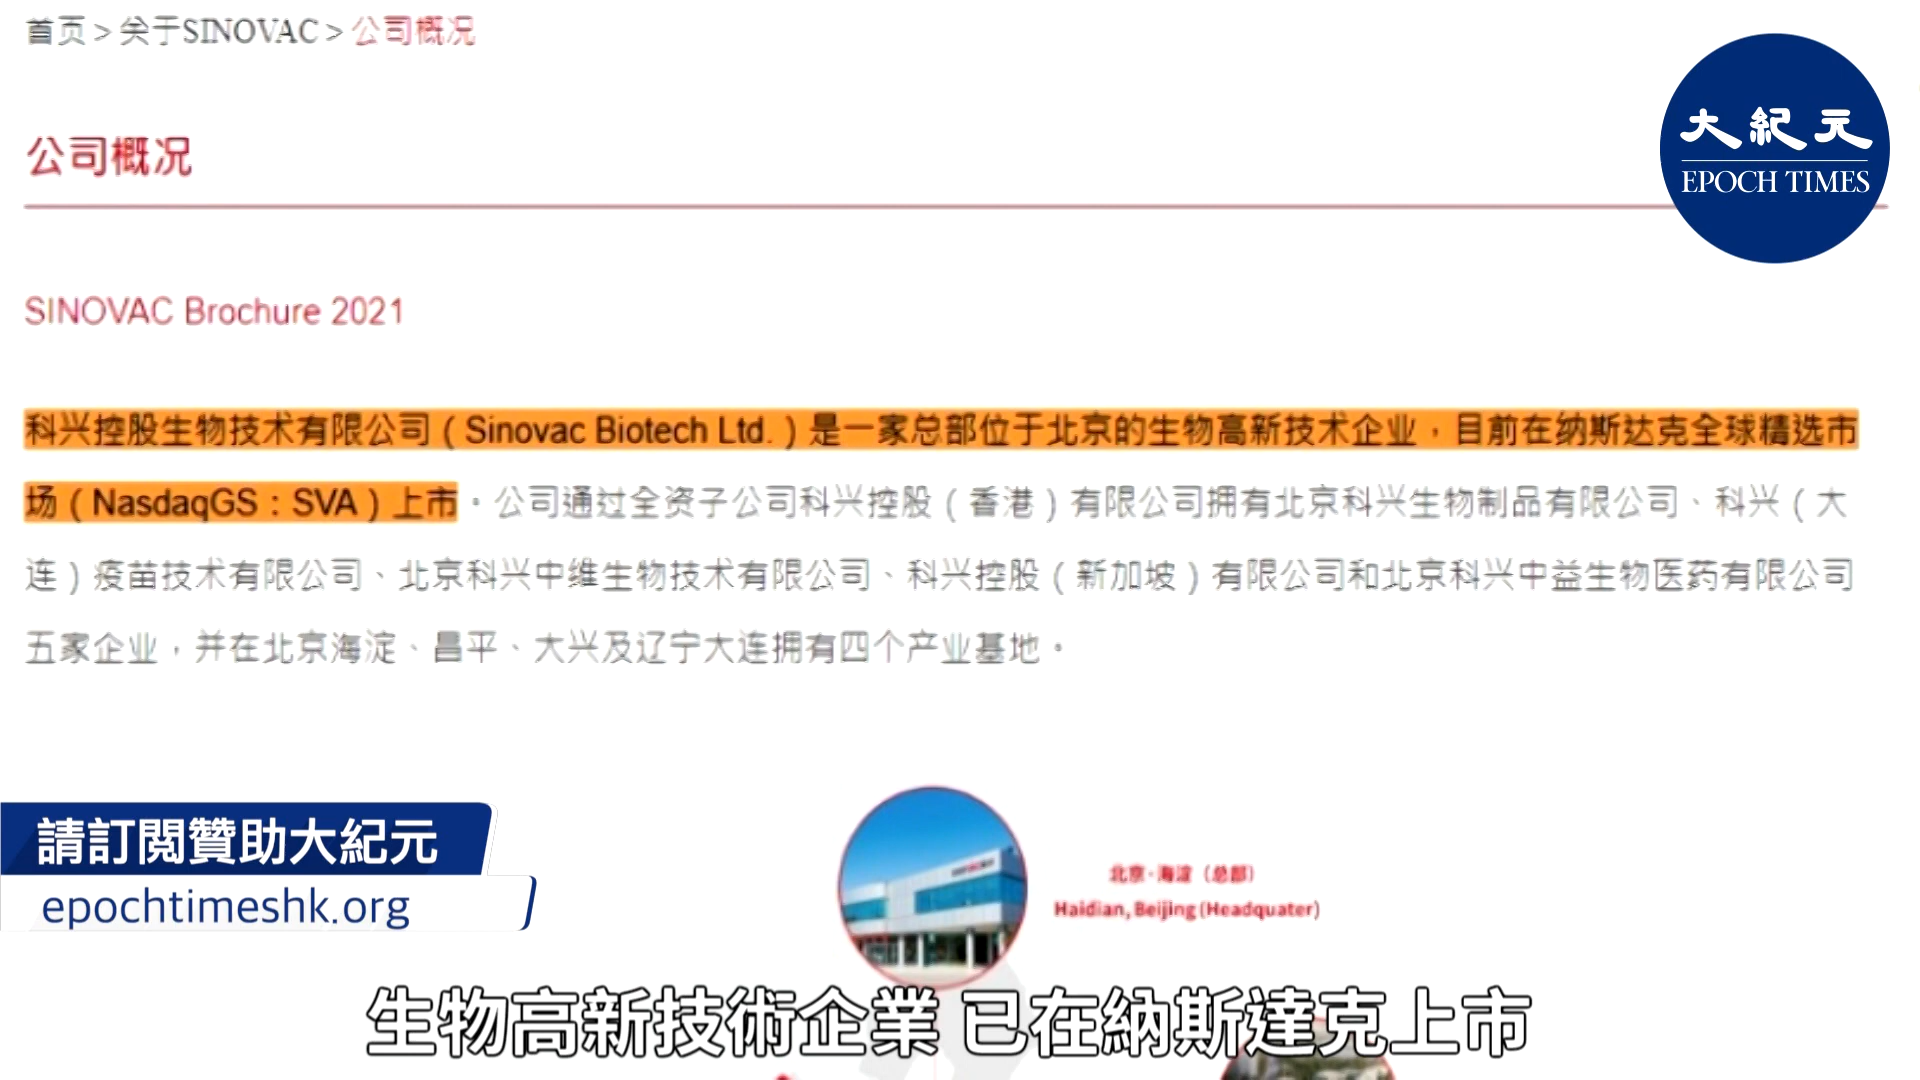 首页 > 关于SINOVAC > 公司概况
大紀元
EPOCH TIMES
公司概况
SINOVAC Brochure 2021
科兴控股生物技术有限公司（Sinovac Biotech Ltd.）是一家总部位于北京的生物高新技术企业，目前在纳斯达克全球精选市
场（NasdaqGS：SVA）上市。公司通过全资子公司科兴控股（香港）有限公司拥有北京科兴生物制品有限公司、科兴（大
连）疫苗技术有限公司、北京科兴中维生物技术有限公司、科兴控股（新加坡）有限公司和北京科兴中益生物医药有限公司
五家企业，并在北京海淀、昌平、大兴及辽宁大连拥有四个产业基地。
請訂閱贊助大紀元
epochtimeshk.org
北京·海淀（总部）
Haidian, Beijing (Headquater)
生物高新技術企業 已在納斯達克上市